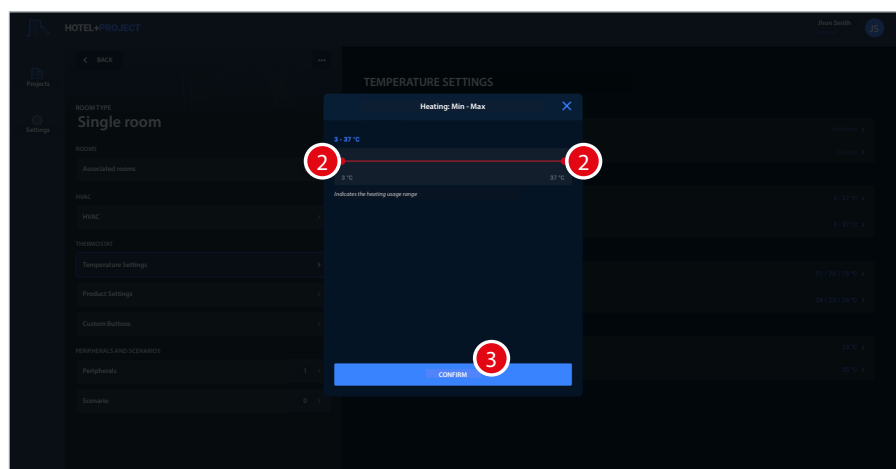 HOTEL+PROJECT
Jhon Smith
JS
BACK
Projects
TEMPERATURE SETTINGS
ROOM TYPE
Single room
Settings
ROOMS
Associated rooms
HVAC
HVAC
THERMOSTAT
Temperature Settings
Product Settings
Custom Buttons
PERIPHERALS AND SCENARIOS
Peripherals 1
Scenario 0
Heating: Min - Max
3 - 37 °C
2 2
3 °C 37 °C
Indicates the heating usage range
3
CONFIRM